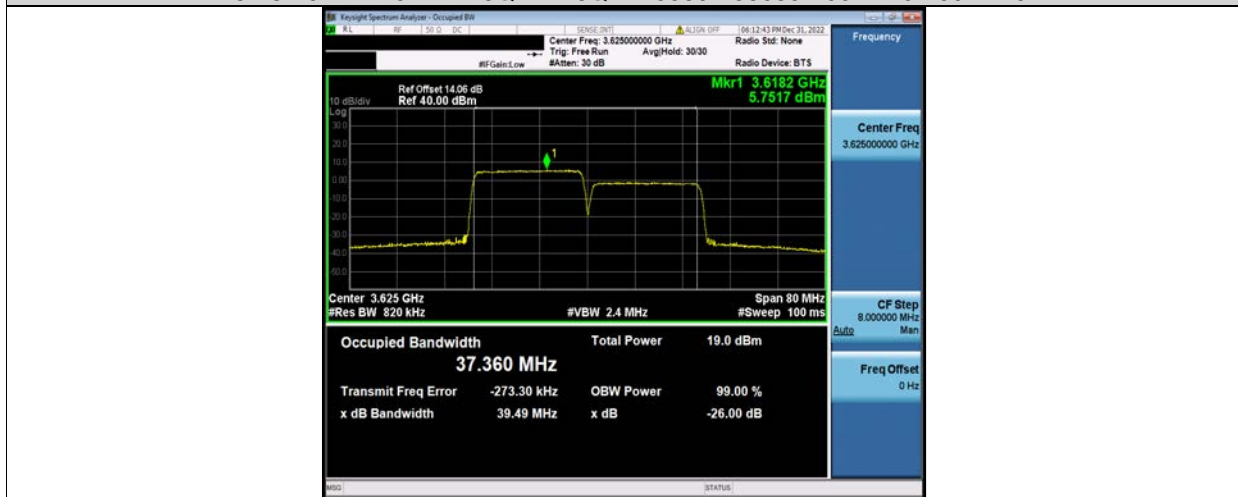 Keysight Spectrum Analyzer - Occupied BW
RL RF 50 Ω DC SENSE:INT ALIGN OFF 06:12:43 PM Dec 31, 2022
Center Freq: 3.625000000 GHz Radio Std: None
Trig: Free Run Avg|Hold: 30/30
#IFGain:Low #Atten: 30 dB Radio Device: BTS
Frequency
Ref Offset 14.06 dB Mkr1 3.6182 GHz
10 dB/div Ref 40.00 dBm 5.7517 dBm
Log
30.0
20.0
10.0
0.00
-10.0
-20.0
-30.0
-40.0
-50.0
1
Center 3.625 GHz Span 80 MHz
#Res BW 820 kHz #VBW 2.4 MHz #Sweep 100 ms
Occupied Bandwidth Total Power 19.0 dBm
37.360 MHz
Transmit Freq Error -273.30 kHz OBW Power 99.00 %
x dB Bandwidth 39.49 MHz x dB -26.00 dB
Center Freq
3.625000000 GHz
CF Step
8.000000 MHz
Auto Man
Freq Offset
0 Hz
MSG STATUS